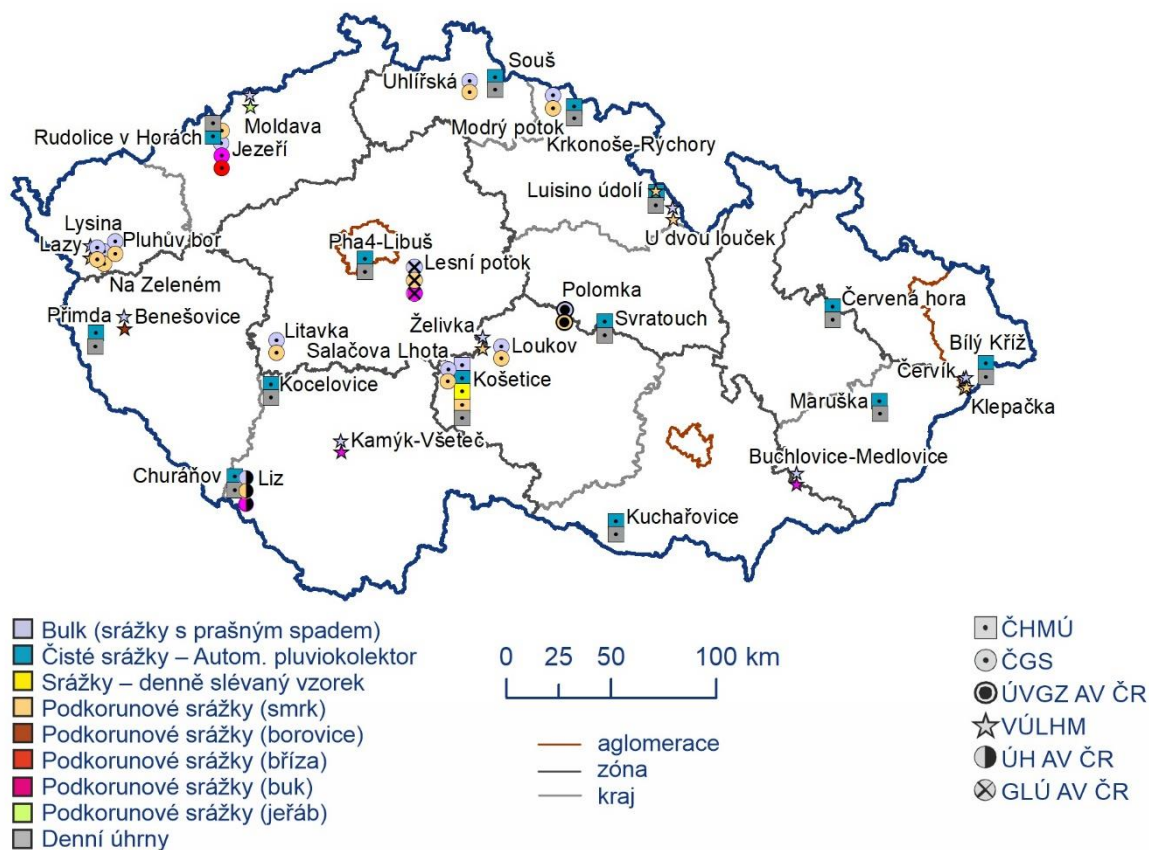 Souš
Uhlířská
Moldava
Rudolice v Horách
Jezeří
Modrý potok
Krkonoše-Rýchory
Luisino údolí
U dvou louček
Lysina
Lazy
Pluhův bor
Na Zeleném
Pha4-Libuš
Lesní potok
Přimda
Benešovice
Polomka
Červená hora
Svratouch
Litavka
Želivka
Loukov
Salačova Lhota
Košetice
Kocelovice
Bílý Kříž
Červík
Klepačka
Maruška
Kamýk-Všeteč
Buchlovice-Medlovice
Churáňov
Liz
Kuchařovice
Bulk (srážky s prašným spadem)
Čisté srážky – Autom. pluviokolektor
Srážky – denně slévaný vzorek
Podkorunové srážky (smrk)
Podkorunové srážky (borovice)
Podkorunové srážky (bříza)
Podkorunové srážky (buk)
Podkorunové srážky (jeřáb)
Denní úhrny
0 25 50 100 km
aglomerace
zóna
kraj
ČHMÚ
ČGS
ÚVGZ AV ČR
VÚLHM
ÚH AV ČR
GLÚ AV ČR